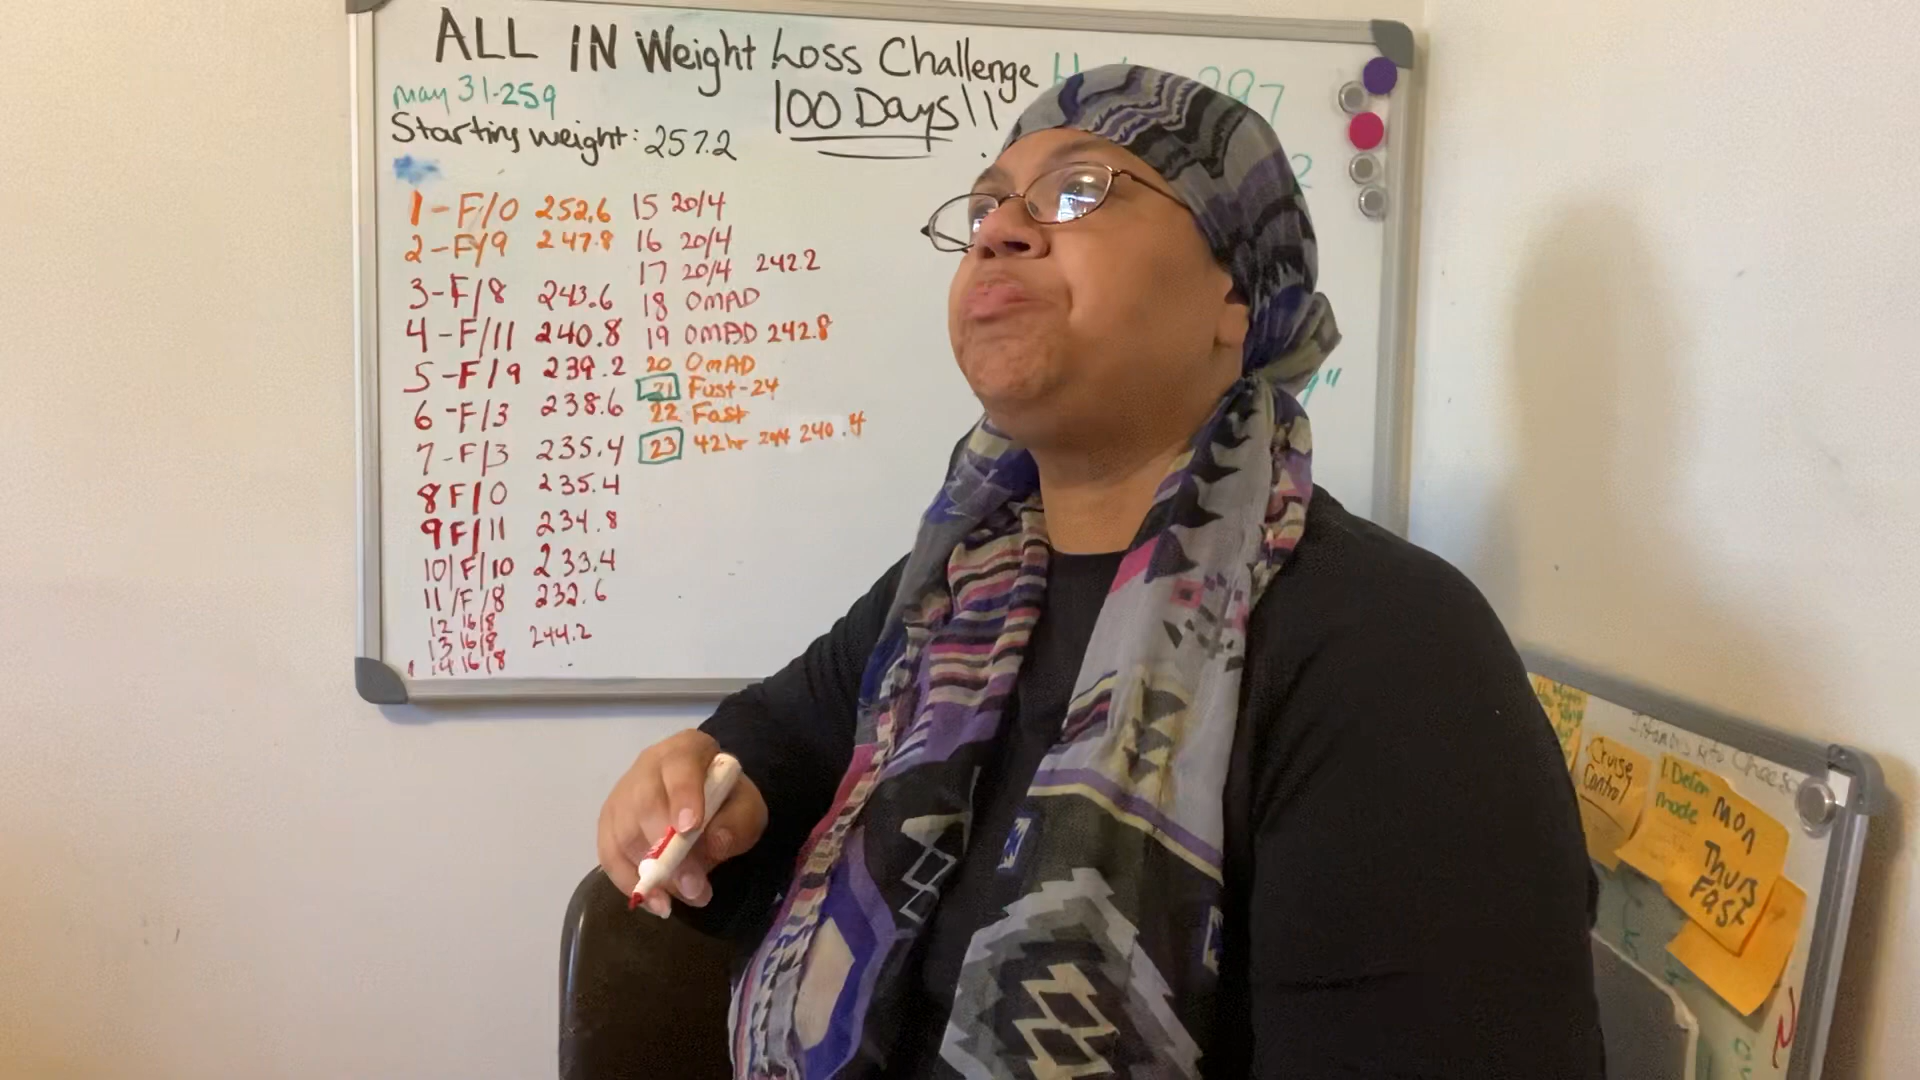 ALL IN Weight Loss Challenge
100 Days!!
297
May 31-259
Starting weight: 257.2
1-F/0 252.6
2-F/9 247.8
3-F/8 243.6
4-F/11 240.8
5-F/9 239.2
6-F/3 238.6
7-F/3 235.4
8 F/0 235.4
9 F/11 234.8
10/F/10 233.4
11/F/8 232.6
12 16/8
13 16/8 244.2
14 16/8
15 20/4
16 20/4
17 20/4 242.2
18 OMAD
19 OMAD 242.8
20 OMAD
21 Fast-24
22 Fast
23 42hr 244 240.4
Cruise
Control
mode
Mon
Thurs
Fast